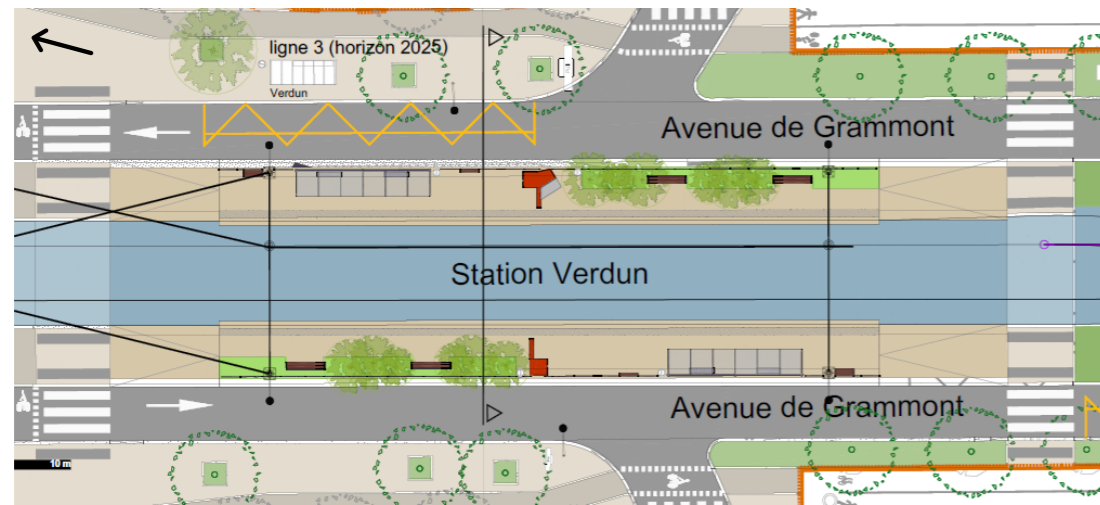 ligne 3 (horizon 2025)
Verdun
Avenue de Grammont
Station Verdun
Avenue de Grammont
10 m